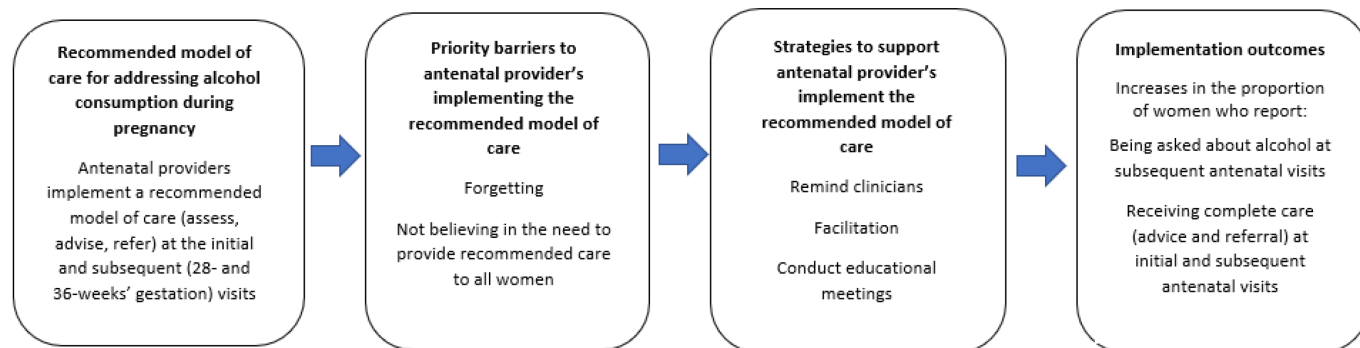 Recommended model of
care for addressing alcohol
consumption during
pregnancy
Antenatal providers
implement a recommended
model of care (assess,
advise, refer) at the initial
and subsequent (28- and
36-weeks’ gestation) visits
Priority barriers to
antenatal provider’s
implementing the
recommended model of
care
Forgetting
Not believing in the need to
provide recommended care
to all women
Strategies to support
antenatal provider’s
implement the
recommended model of
care
Remind clinicians
Facilitation
Conduct educational
meetings
Implementation outcomes
Increases in the proportion
of women who report:
Being asked about alcohol at
subsequent antenatal visits
Receiving complete care
(advice and referral) at
initial and subsequent
antenatal visits